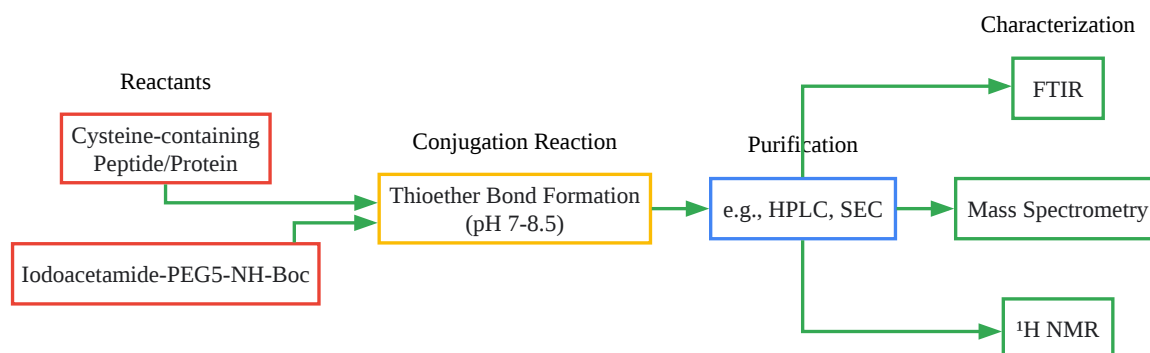 Characterization
Reactants
FTIR
Cysteine-containing
Peptide/Protein
Conjugation Reaction
Purification
Thioether Bond Formation
(pH 7-8.5)
e.g., HPLC, SEC
Mass Spectrometry
Iodoacetamide-PEG5-NH-Boc
¹H NMR